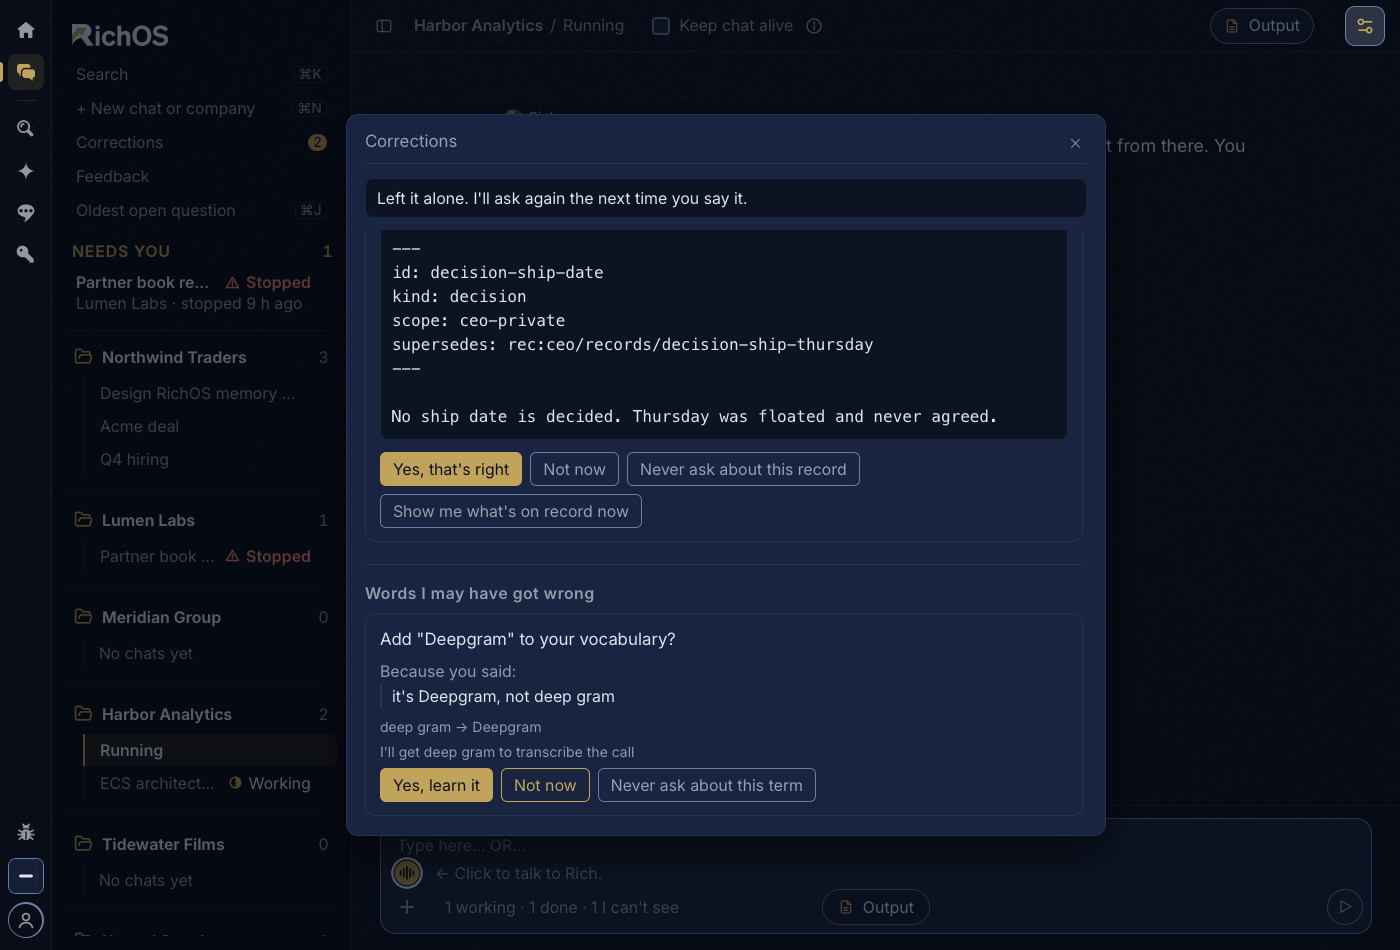 RichOS
Search ⌘K
+ New chat or company ⌘N
Corrections 2
Feedback
Oldest open question ⌘J
NEEDS YOU 1
Partner book re... Stopped
Lumen Labs · stopped 9 h ago
Northwind Traders 3
Design RichOS memory ...
Acme deal
Q4 hiring
Lumen Labs 1
Partner book ... Stopped
Meridian Group 0
No chats yet
Harbor Analytics 2
Running
ECS architect... Working
Tidewater Films 0
No chats yet
Harbor Analytics / Running
Keep chat alive
Output
t from there. You
Corrections
Left it alone. I'll ask again the next time you say it.
---
id: decision-ship-date
kind: decision
scope: ceo-private
supersedes: rec:ceo/records/decision-ship-thursday
---
No ship date is decided. Thursday was floated and never agreed.
Yes, that's right Not now Never ask about this record
Show me what's on record now
Words I may have got wrong
Add "Deepgram" to your vocabulary?
Because you said:
it's Deepgram, not deep gram
deep gram → Deepgram
I'll get deep gram to transcribe the call
Yes, learn it Not now Never ask about this term
Type here... OR...
← Click to talk to Rich.
1 working · 1 done · 1 I can't see
Output